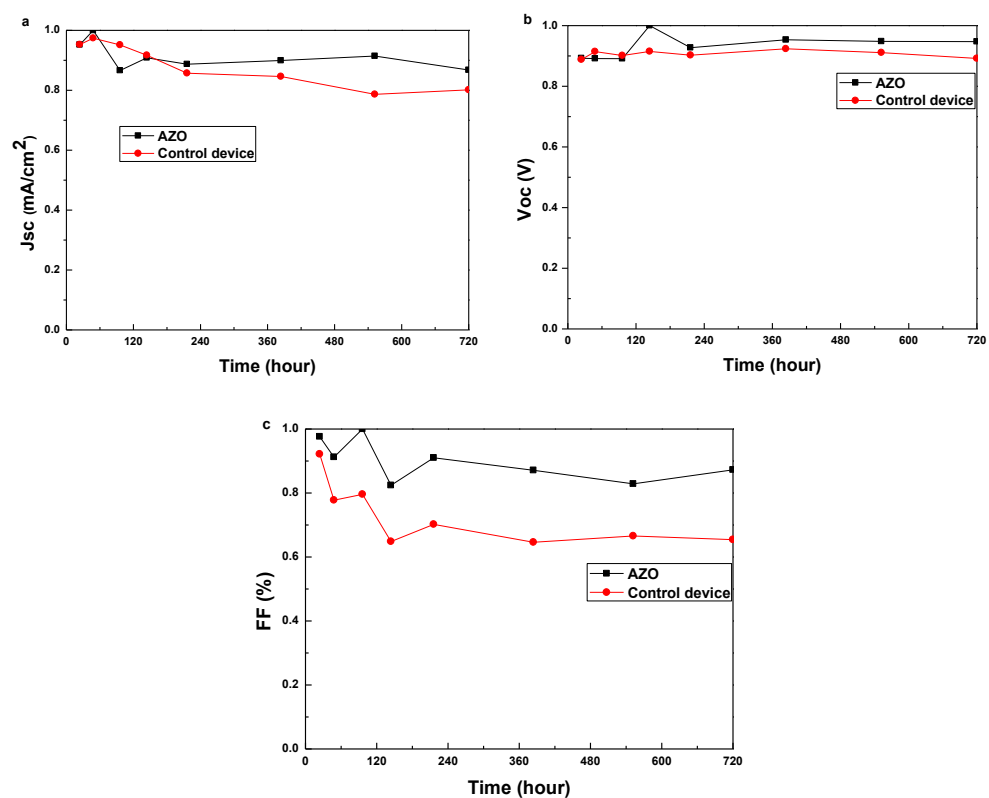 a
1.0
0.8
0.6
0.4
0.2
0.0
Jsc (mA/cm²)
AZO
Control device
0 120 240 360 480 600 720
Time (hour)
b
1.0
0.8
0.6
0.4
0.2
0.0
Voc (V)
AZO
Control device
0 120 240 360 480 600 720
Time (hour)
c
1.0
0.8
0.6
0.4
0.2
0.0
FF (%)
AZO
Control device
0 120 240 360 480 600 720
Time (hour)